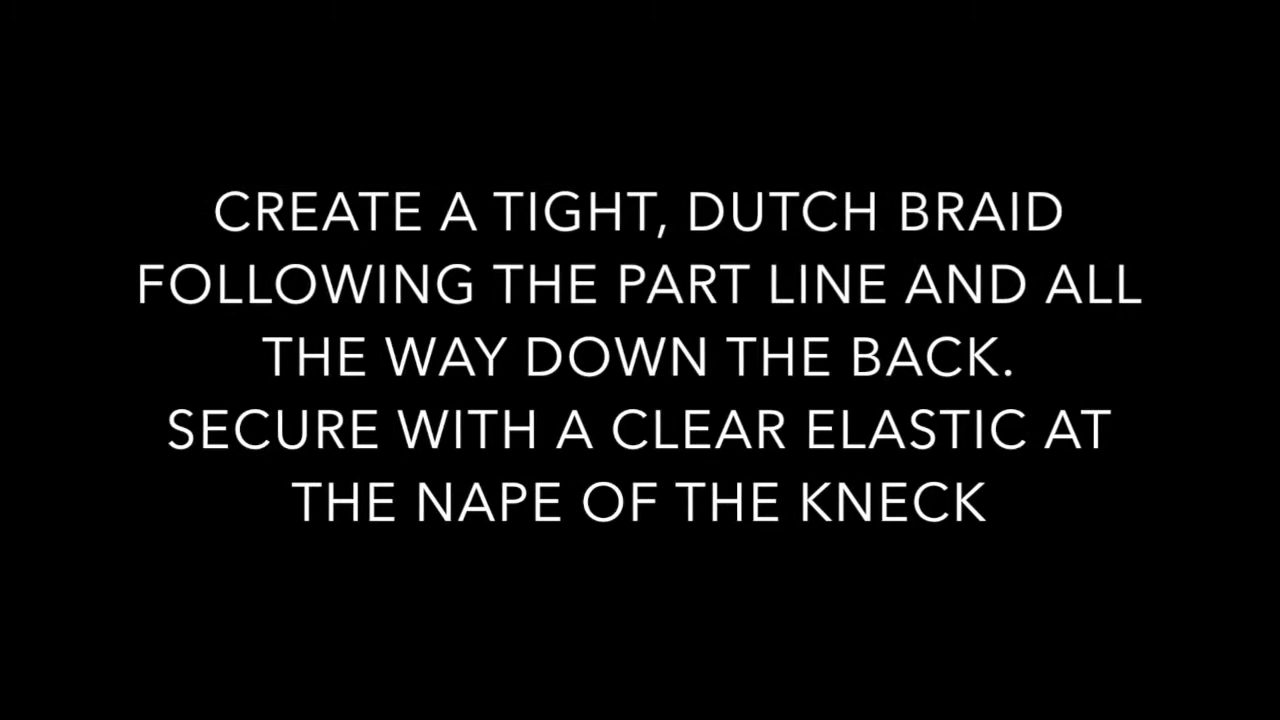 CREATE A TIGHT, DUTCH BRAID
FOLLOWING THE PART LINE AND ALL
THE WAY DOWN THE BACK.
SECURE WITH A CLEAR ELASTIC AT
THE NAPE OF THE KNECK